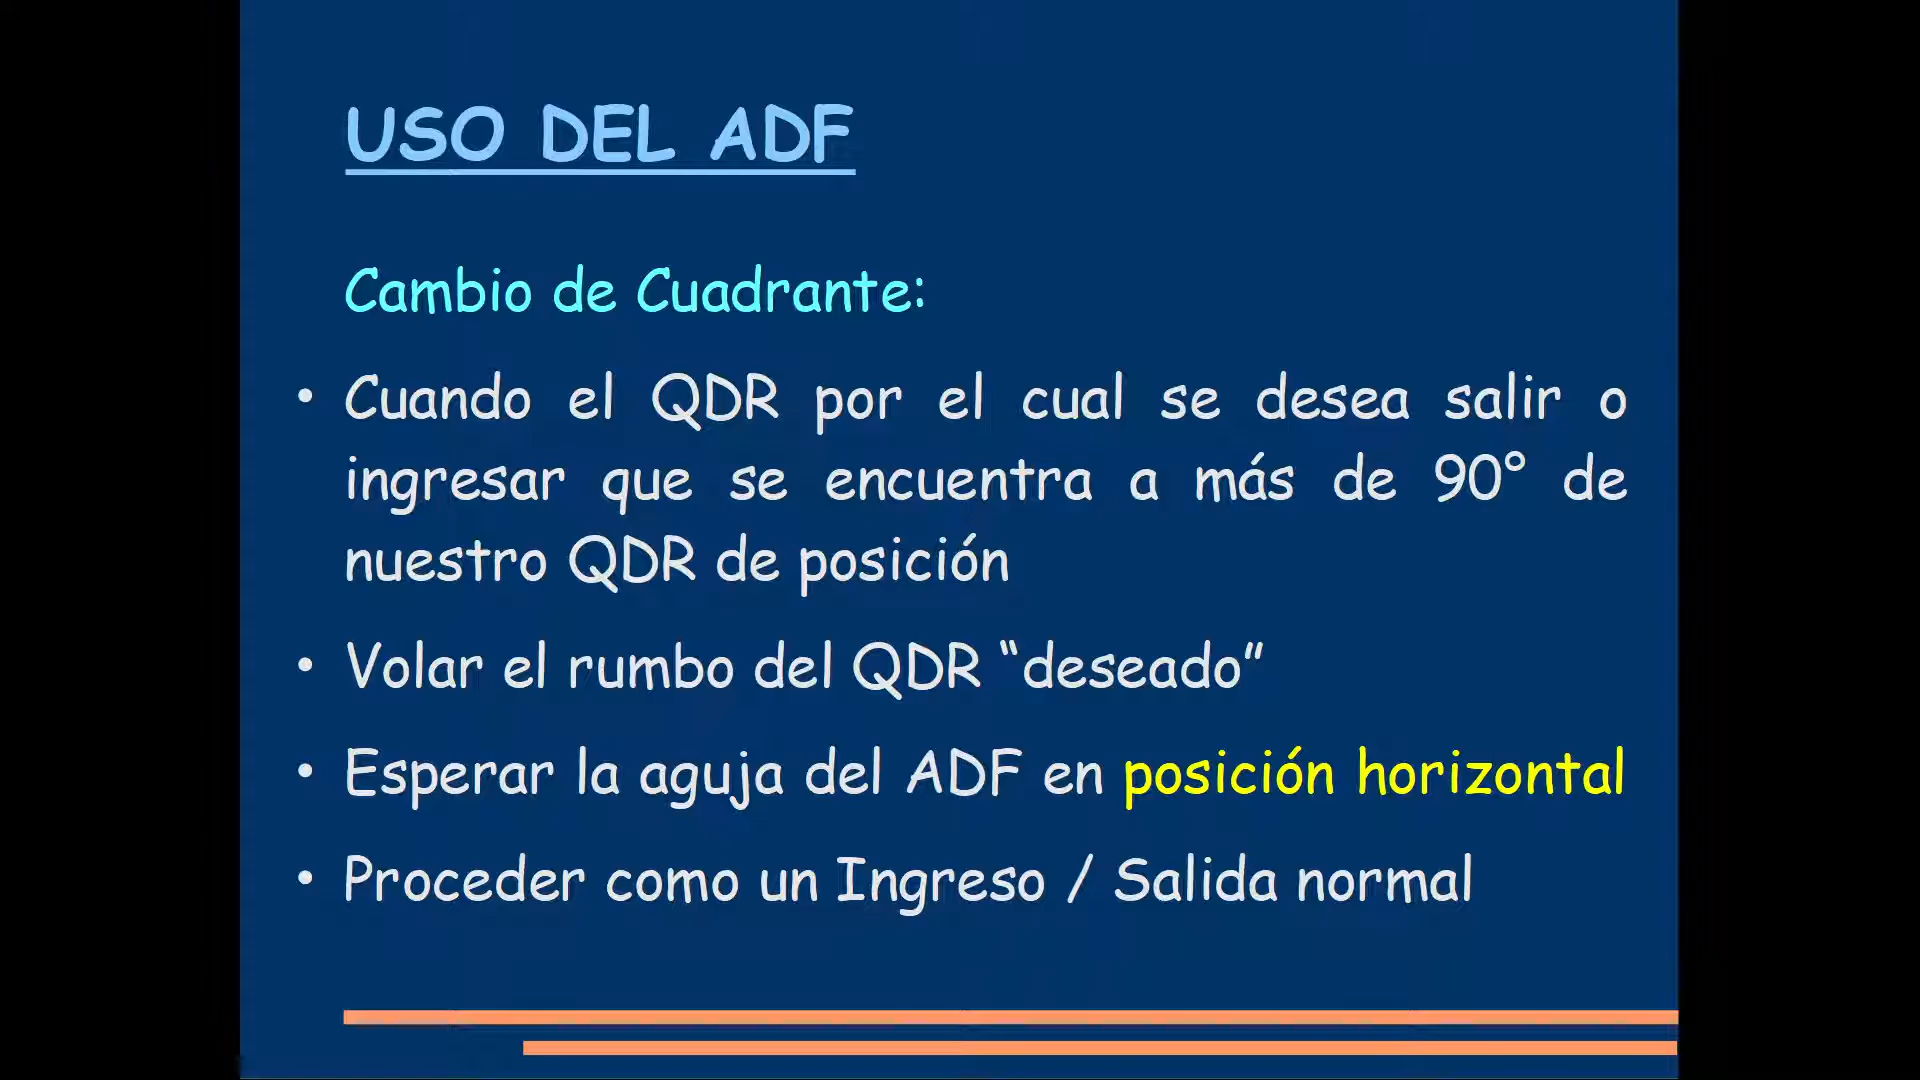 USO DEL ADF
Cambio de Cuadrante:
• Cuando el QDR por el cual se desea salir o
ingresar que se encuentra a más de 90° de
nuestro QDR de posición
• Volar el rumbo del QDR “deseado”
• Esperar la aguja del ADF en posición horizontal
• Proceder como un Ingreso / Salida normal